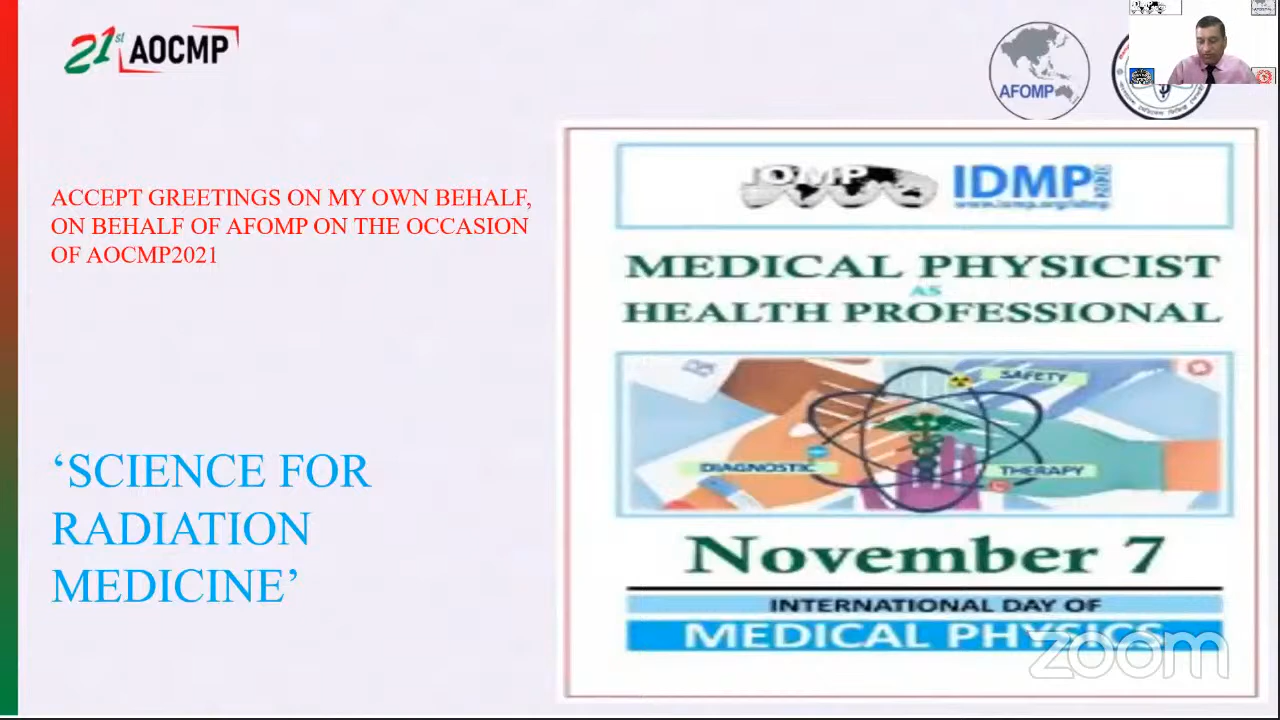 21st AOCMP
AFOMP
ACCEPT GREETINGS ON MY OWN BEHALF,
ON BEHALF OF AFOMP ON THE OCCASION
OF AOCMP2021
‘SCIENCE FOR
RADIATION
MEDICINE’
IOMP IDMP
www.iomp.org/idmp
MEDICAL PHYSICIST
AS
HEALTH PROFESSIONAL
SAFETY
DIAGNOSTIC
THERAPY
November 7
INTERNATIONAL DAY OF
MEDICAL PHYSICS
zoom